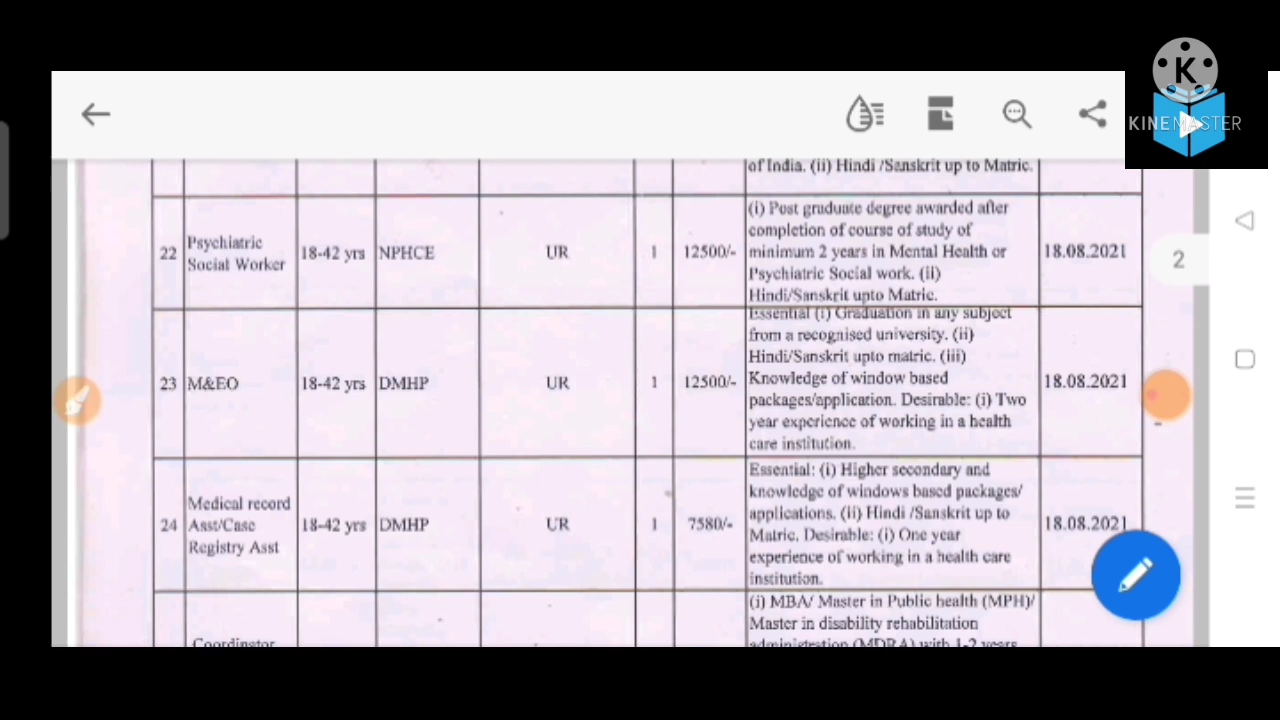 KINEMASTER
2
of India. (ii) Hindi /Sanskrit up to Matric.
22 Psychiatric Social Worker 18-42 yrs NPHCE UR 1 12500/- 18.08.2021
(i) Post graduate degree awarded after
completion of course of study of
minimum 2 years in Mental Health or
Psychiatric Social work. (ii)
Hindi/Sanskrit upto Matric.
23 M&EO 18-42 yrs DMHP UR 1 12500/- 18.08.2021
Essential (i) Graduation in any subject
from a recognised university. (ii)
Hindi/Sanskrit upto matric. (iii)
Knowledge of window based
packages/application. Desirable: (i) Two
year experience of working in a health
care institution.
24 Medical record Asst/Case Registry Asst 18-42 yrs DMHP UR 1 7580/- 18.08.2021
Essential: (i) Higher secondary and
knowledge of windows based packages/
applications. (ii) Hindi /Sanskrit up to
Matric. Desirable: (i) One year
experience of working in a health care
institution.
Coordinator
(i) MBA/ Master in Public health (MPH)/
Master in disability rehabilitation
administration (MDRA) with 1-2 years